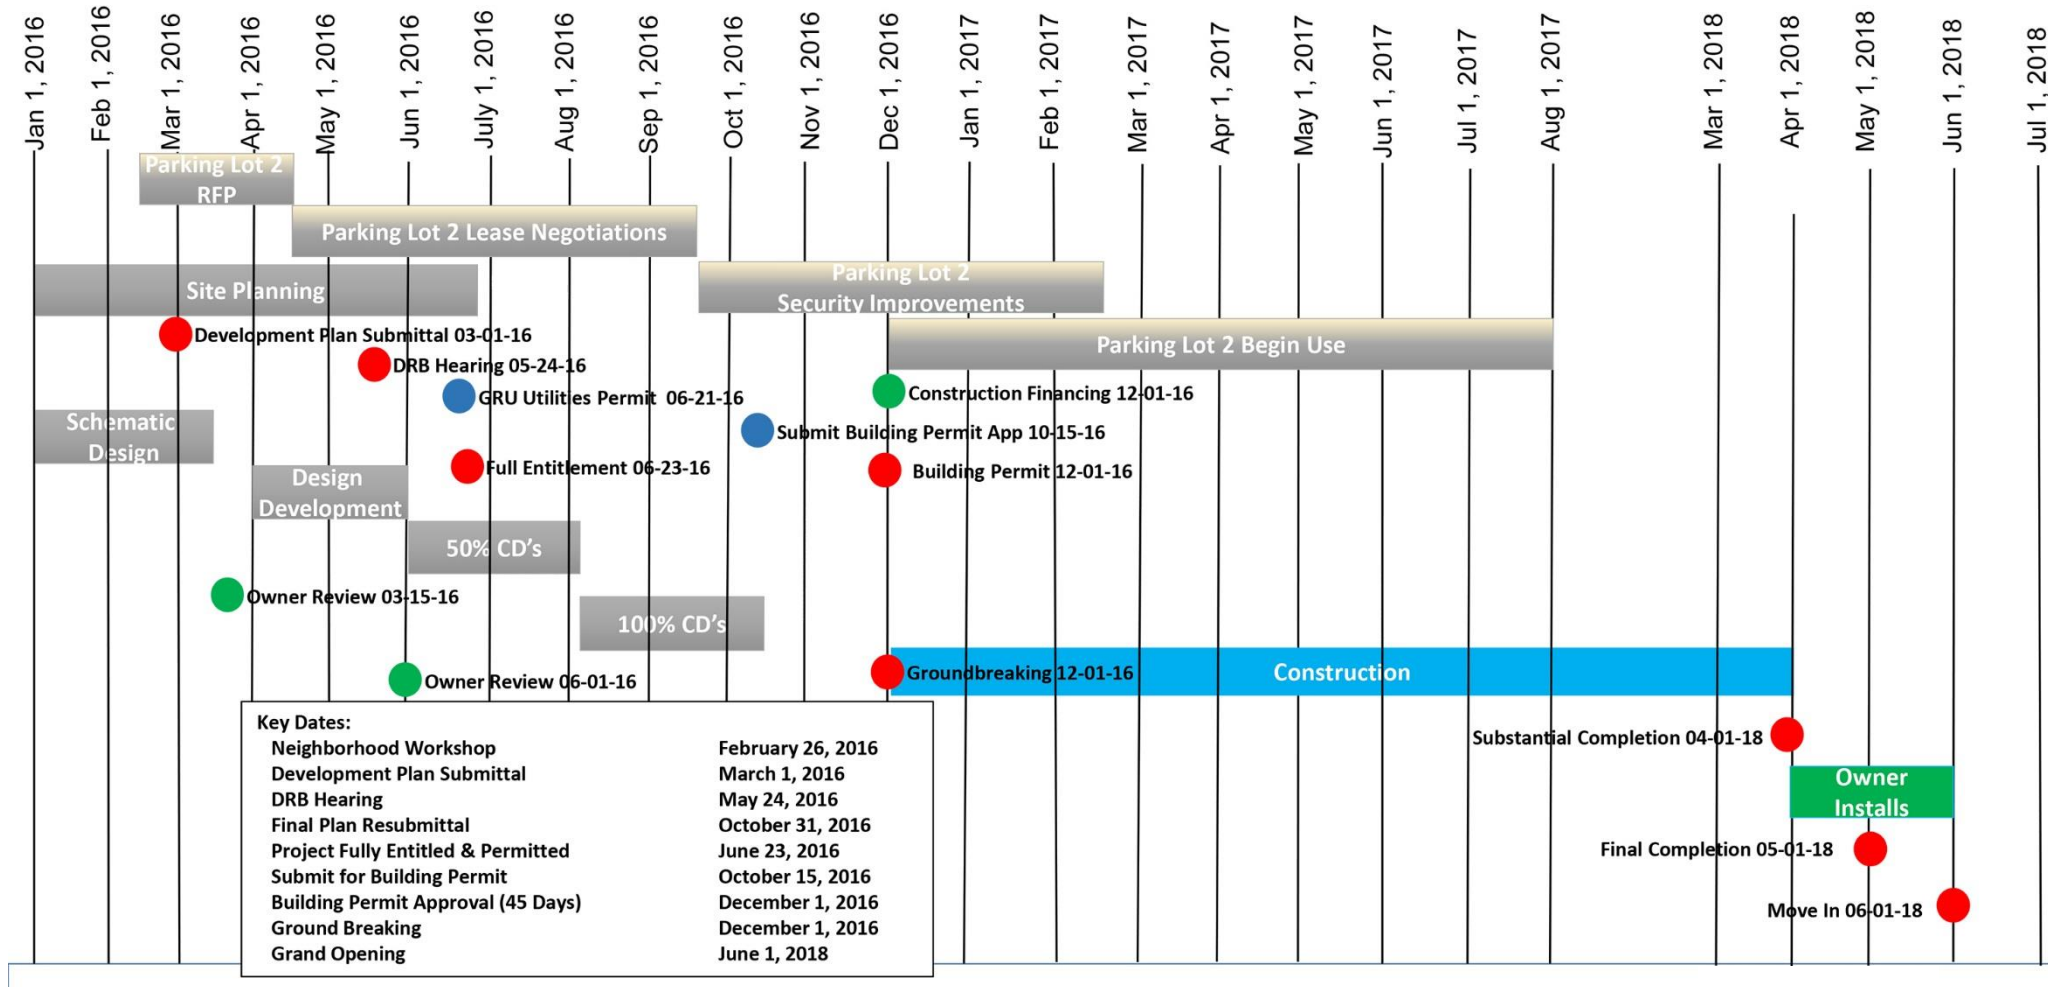 Jan 1, 2016
Feb 1, 2016
Mar 1, 2016
Apr 1, 2016
May 1, 2016
Jun 1, 2016
July 1, 2016
Aug 1, 2016
Sep 1, 2016
Oct 1, 2016
Nov 1, 2016
Dec 1, 2016
Jan 1, 2017
Feb 1, 2017
Mar 1, 2017
Apr 1, 2017
May 1, 2017
Jun 1, 2017
Jul 1, 2017
Aug 1, 2017
Mar 1, 2018
Apr 1, 2018
May 1, 2018
Jun 1, 2018
Jul 1, 2018
Parking Lot 2
RFP
Parking Lot 2 Lease Negotiations
Site Planning
Parking Lot 2
Security Improvements
Development Plan Submittal 03-01-16
Parking Lot 2 Begin Use
DRB Hearing 05-24-16
GRU Utilities Permit 06-21-16
Construction Financing 12-01-16
Schematic
Design
Submit Building Permit App 10-15-16
Full Entitlement 06-23-16
Building Permit 12-01-16
Design
Development
50% CD's
Owner Review 03-15-16
100% CD's
Owner Review 06-01-16
Groundbreaking 12-01-16
Construction
Key Dates:
Neighborhood Workshop February 26, 2016
Development Plan Submittal March 1, 2016
DRB Hearing May 24, 2016
Final Plan Resubmittal October 31, 2016
Project Fully Entitled & Permitted June 23, 2016
Submit for Building Permit October 15, 2016
Building Permit Approval (45 Days) December 1, 2016
Ground Breaking December 1, 2016
Grand Opening June 1, 2018
Substantial Completion 04-01-18
Owner
Installs
Final Completion 05-01-18
Move In 06-01-18